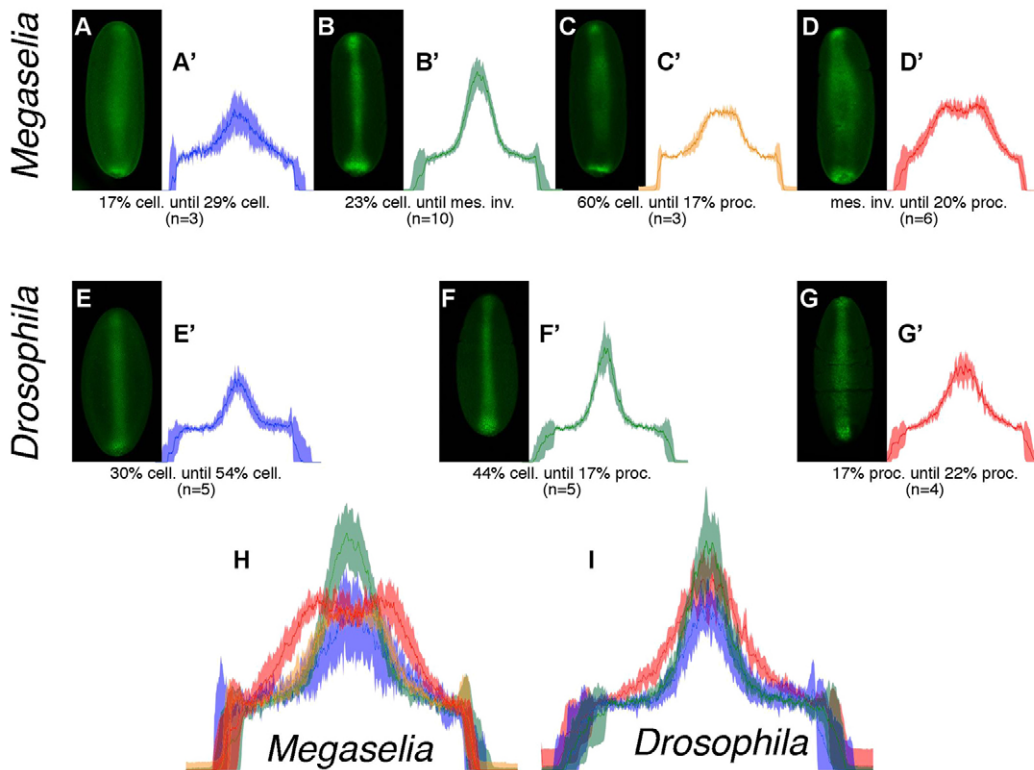 Megaselia
A
A’
B
B’
C
C’
D
D’
17% cell. until 29% cell.
(n=3)
23% cell. until mes. inv.
(n=10)
60% cell. until 17% proc.
(n=3)
mes. inv. until 20% proc.
(n=6)
Drosophila
E
E’
F
F’
G
G’
30% cell. until 54% cell.
(n=5)
44% cell. until 17% proc.
(n=5)
17% proc. until 22% proc.
(n=4)
H
I
Megaselia
Drosophila